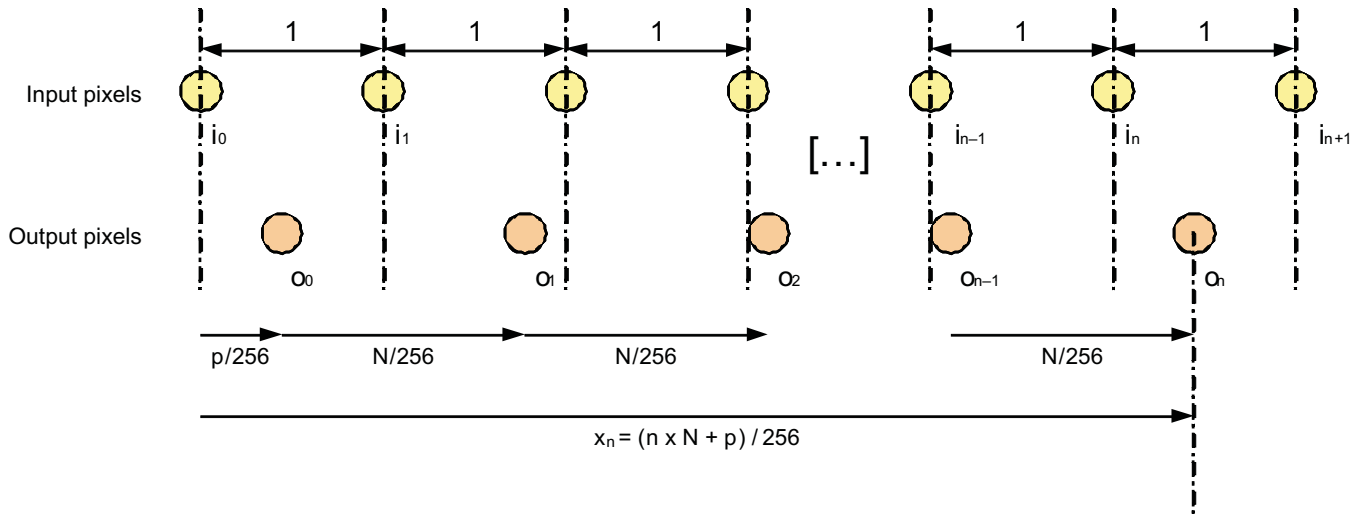 1 1 1 1 1
Input pixels
i₀ i₁ iₙ₋₁ iₙ iₙ₊₁
[...]
Output pixels
o₀ o₁ o₂ oₙ₋₁ oₙ
p/256 N/256 N/256 N/256
xₙ = (n x N + p) / 256